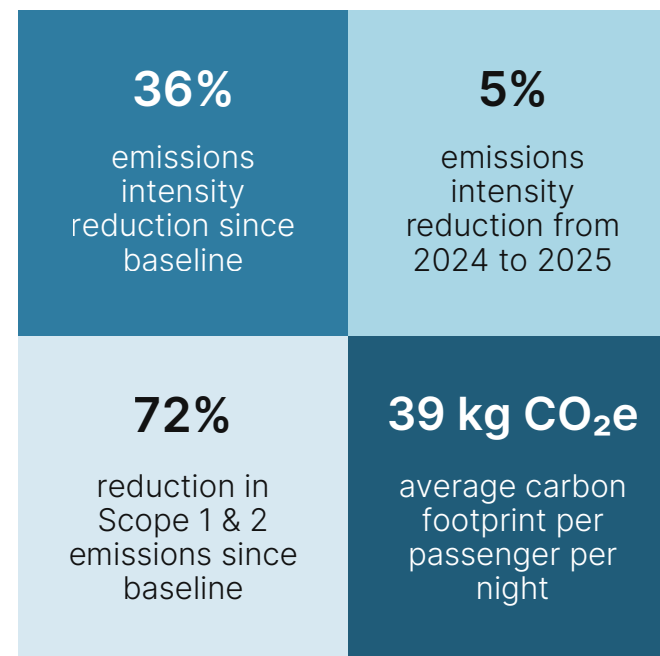 36%
emissions
intensity
reduction since
baseline
5%
emissions
intensity
reduction from
2024 to 2025
72%
reduction in
Scope 1 & 2
emissions since
baseline
39 kg CO₂e
average carbon
footprint per
passenger per
night